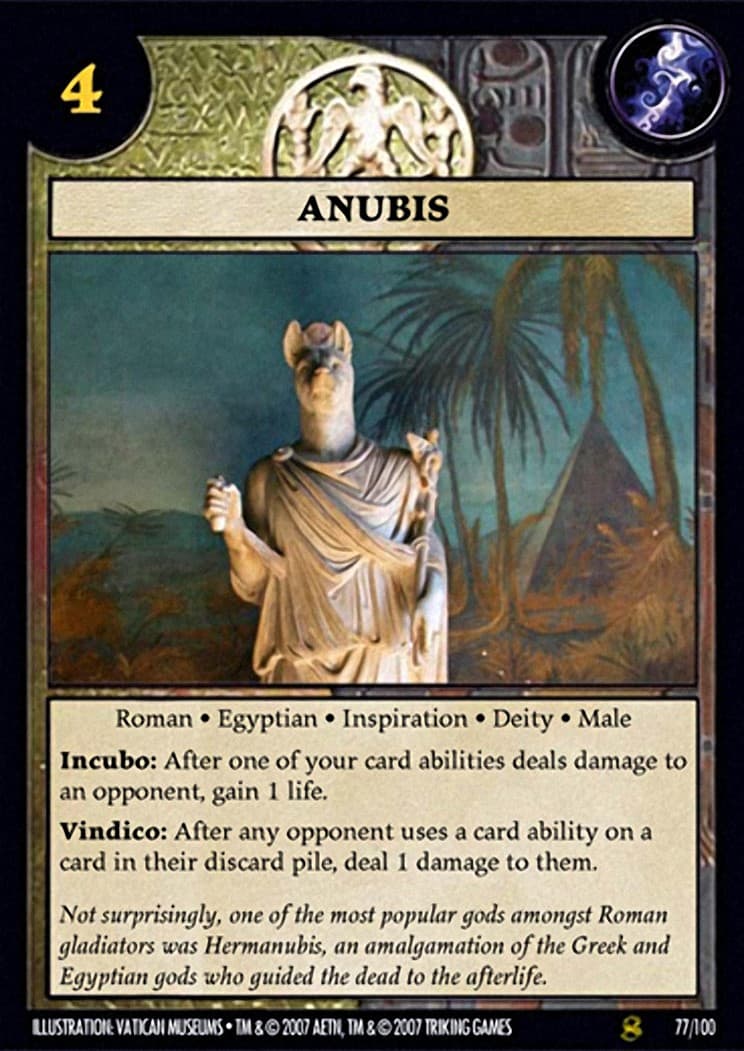 4
ANUBIS
Roman • Egyptian • Inspiration • Deity • Male
Incubo: After one of your card abilities deals damage to
an opponent, gain 1 life.
Vindico: After any opponent uses a card ability on a
card in their discard pile, deal 1 damage to them.
Not surprisingly, one of the most popular gods amongst Roman
gladiators was Hermanubis, an amalgamation of the Greek and
Egyptian gods who guided the dead to the afterlife.
ILLUSTRATION: VATICAN MUSEUMS • TM & © 2007 AETN, TM & © 2007 TRIKING GAMES
77/100